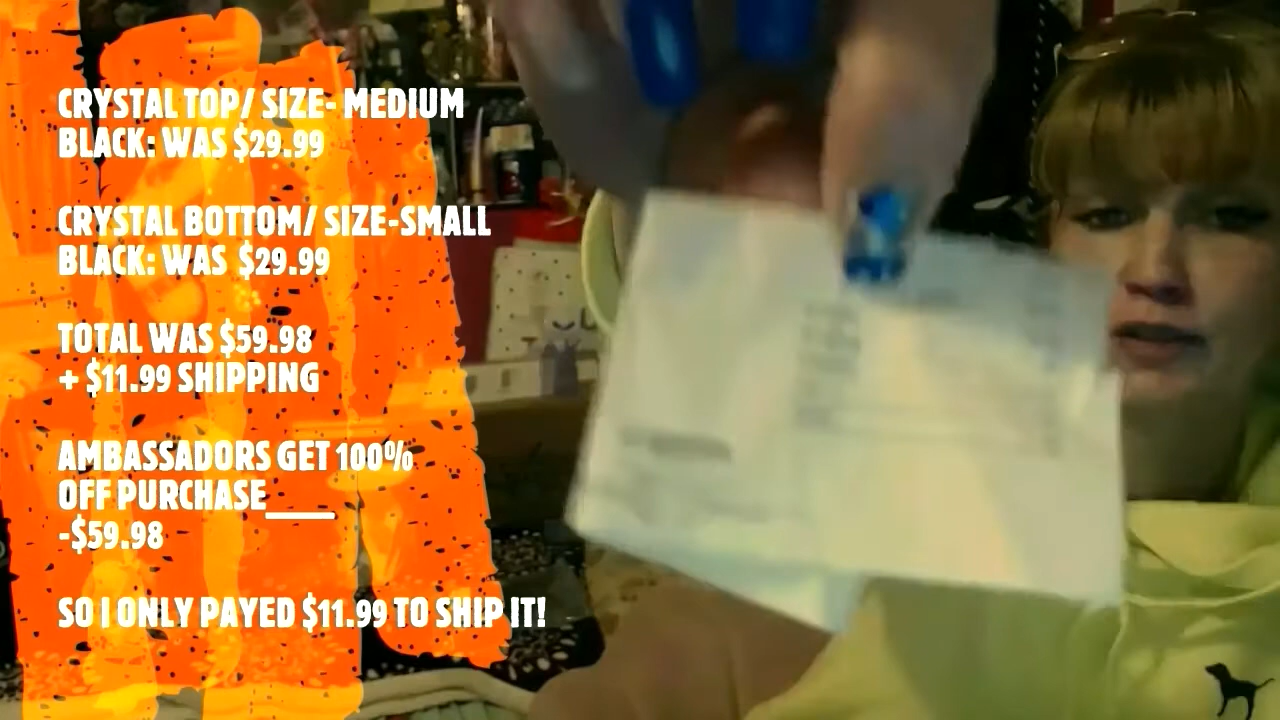 CRYSTAL TOP/ SIZE- MEDIUM
BLACK: WAS $29.99
CRYSTAL BOTTOM/ SIZE-SMALL
BLACK: WAS $29.99
TOTAL WAS $59.98
+ $11.99 SHIPPING
AMBASSADORS GET 100%
OFF PURCHASE____
-$59.98
SO I ONLY PAYED $11.99 TO SHIP IT!